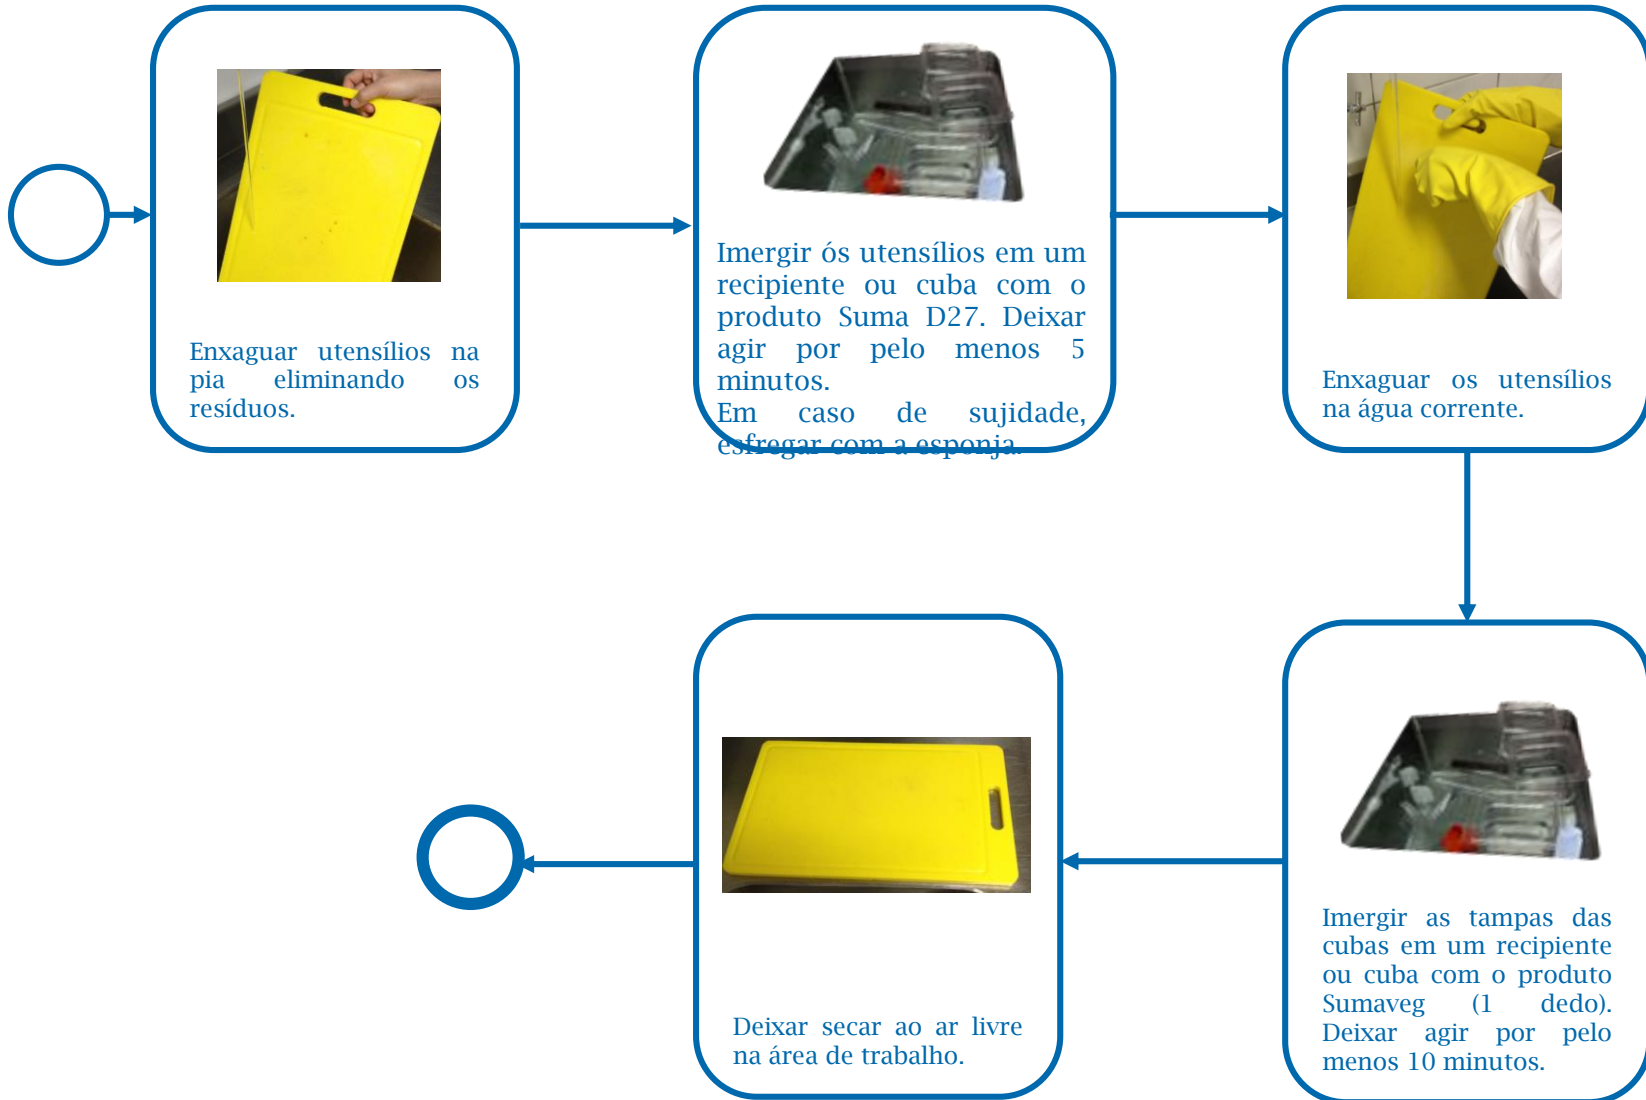 Enxaguar utensílios na
pia eliminando os
resíduos.
Imergir ós utensílios em um
recipiente ou cuba com o
produto Suma D27. Deixar
agir por pelo menos 5
minutos.
Em caso de sujidade,
esfregar com a esponja.
Enxaguar os utensílios
na água corrente.
Imergir as tampas das
cubas em um recipiente
ou cuba com o produto
Sumaveg (1 dedo).
Deixar agir por pelo
menos 10 minutos.
Deixar secar ao ar livre
na área de trabalho.